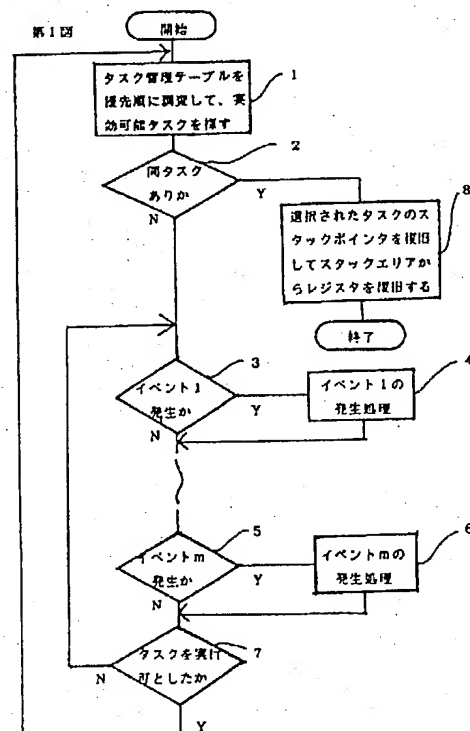 第1図
開始
タスク管理テーブルを
優先順に調査して、実
効可能タスクを探す
1
同タスク
ありか
2
Y
N
選択されたタスクのス
タックポインタを復旧
してスタックエリアか
らレジスタを復旧する
8
終了
イベント1
発生か
3
Y
N
イベント1の
発生処理
4
イベントm
発生か
5
Y
N
イベントmの
発生処理
6
タスクを実行
可としたか
7
N
Y